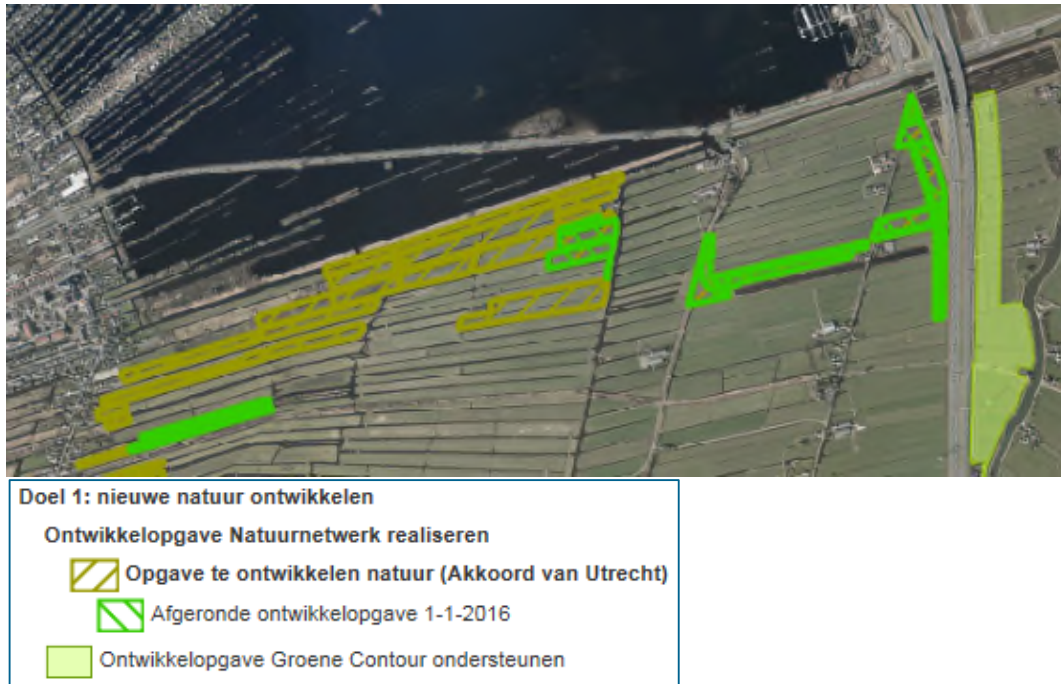 Doel 1: nieuwe natuur ontwikkelen
Ontwikkelopgave Natuurnetwerk realiseren
Opgave te ontwikkelen natuur (Akkoord van Utrecht)
Afgeronde ontwikkelopgave 1-1-2016
Ontwikkelopgave Groene Contour ondersteunen